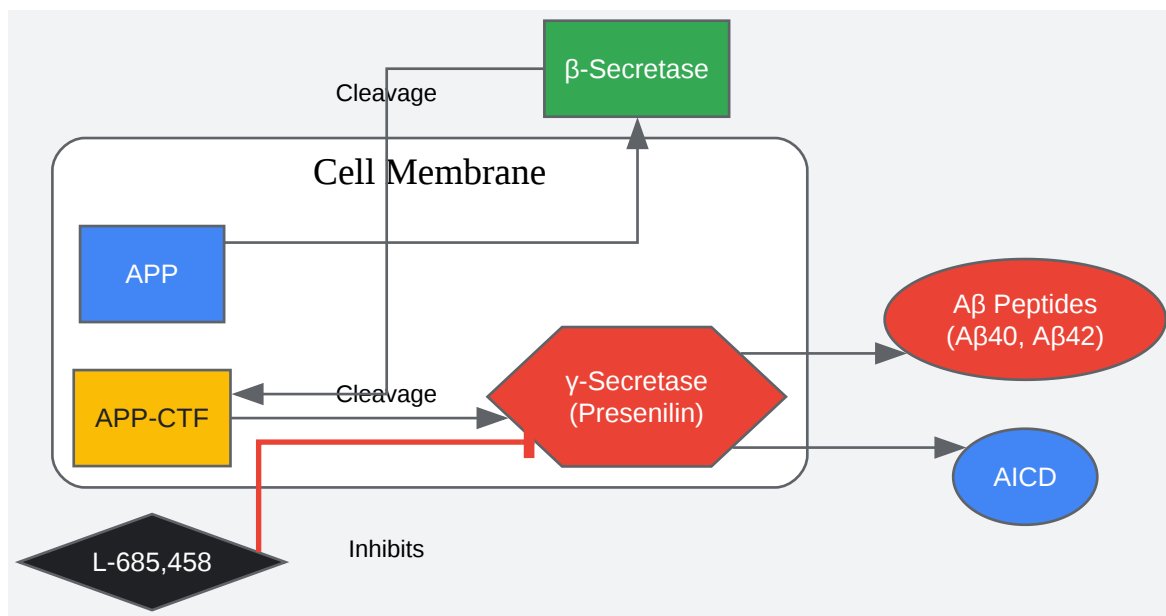 β-Secretase
Cleavage
Cell Membrane
APP
Aβ Peptides
(Aβ40, Aβ42)
γ-Secretase
(Presenilin)
Cleavage
APP-CTF
AICD
Inhibits
L-685,458